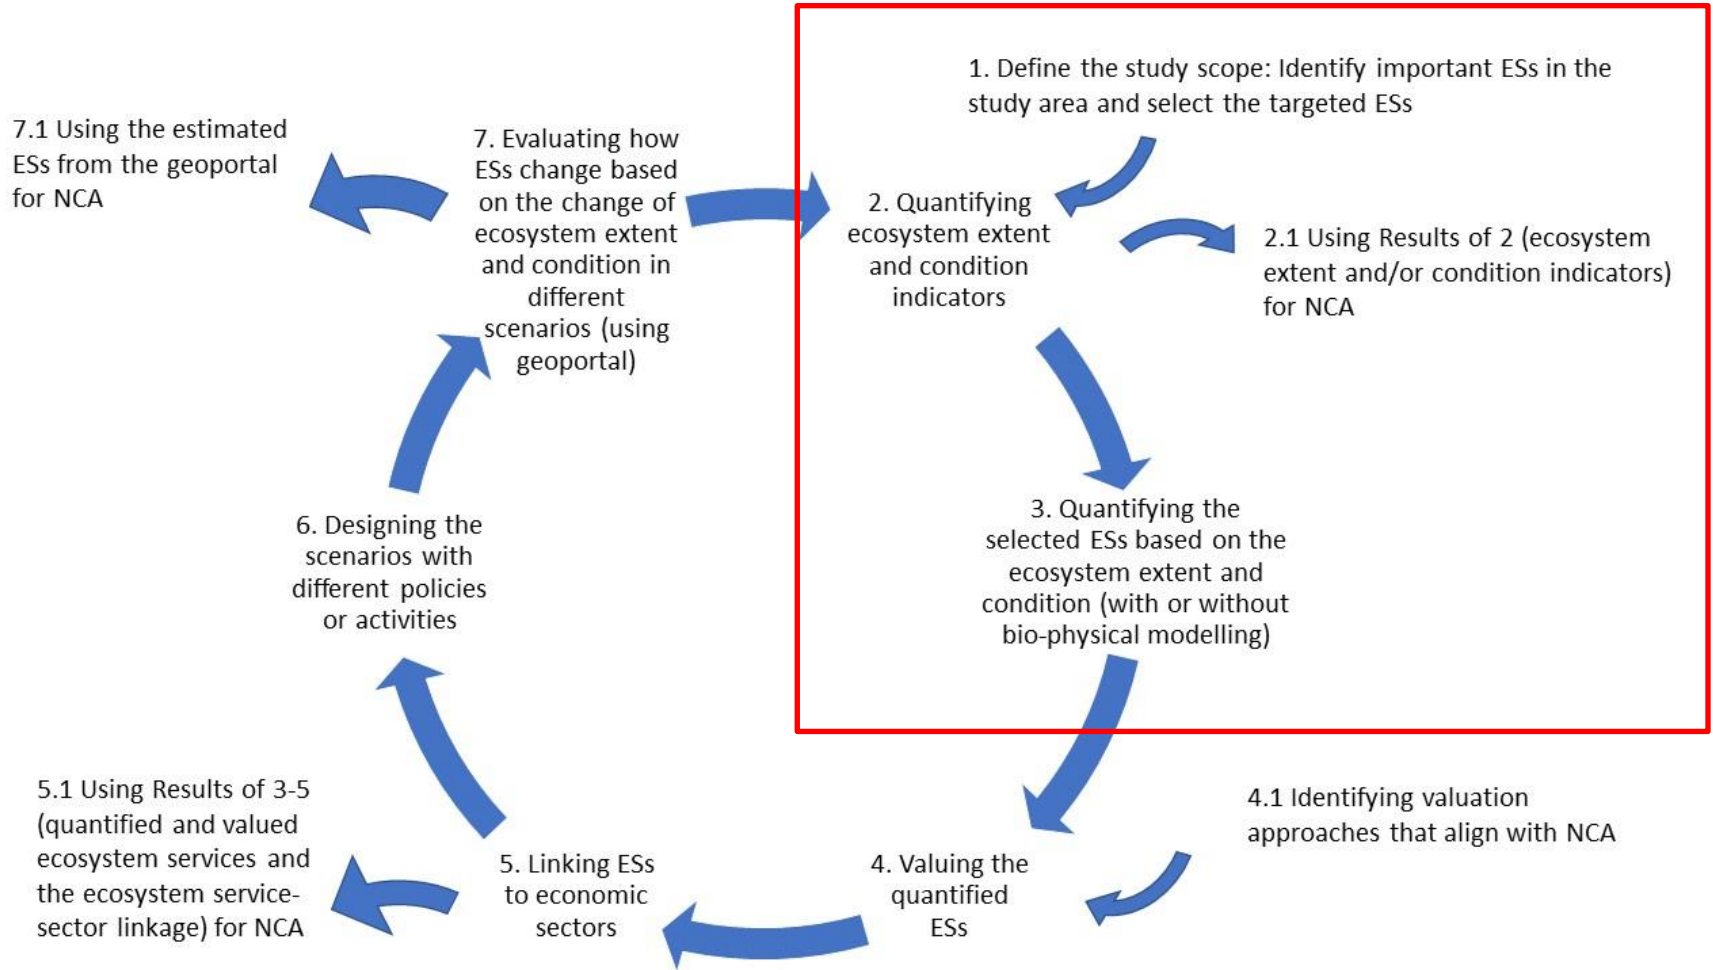 1. Define the study scope: Identify important ESs in the
study area and select the targeted ESs
2. Quantifying
ecosystem extent
and condition
indicators
2.1 Using Results of 2 (ecosystem
extent and/or condition indicators)
for NCA
3. Quantifying the
selected ESs based on the
ecosystem extent and
condition (with or without
bio-physical modelling)
4.1 Identifying valuation
approaches that align with NCA
4. Valuing the
quantified
ESs
5. Linking ESs
to economic
sectors
5.1 Using Results of 3-5
(quantified and valued
ecosystem services and
the ecosystem service-
sector linkage) for NCA
6. Designing the
scenarios with
different policies
or activities
7. Evaluating how
ESs change based
on the change of
ecosystem extent
and condition in
different
scenarios (using
geoportal)
7.1 Using the estimated
ESs from the geoportal
for NCA